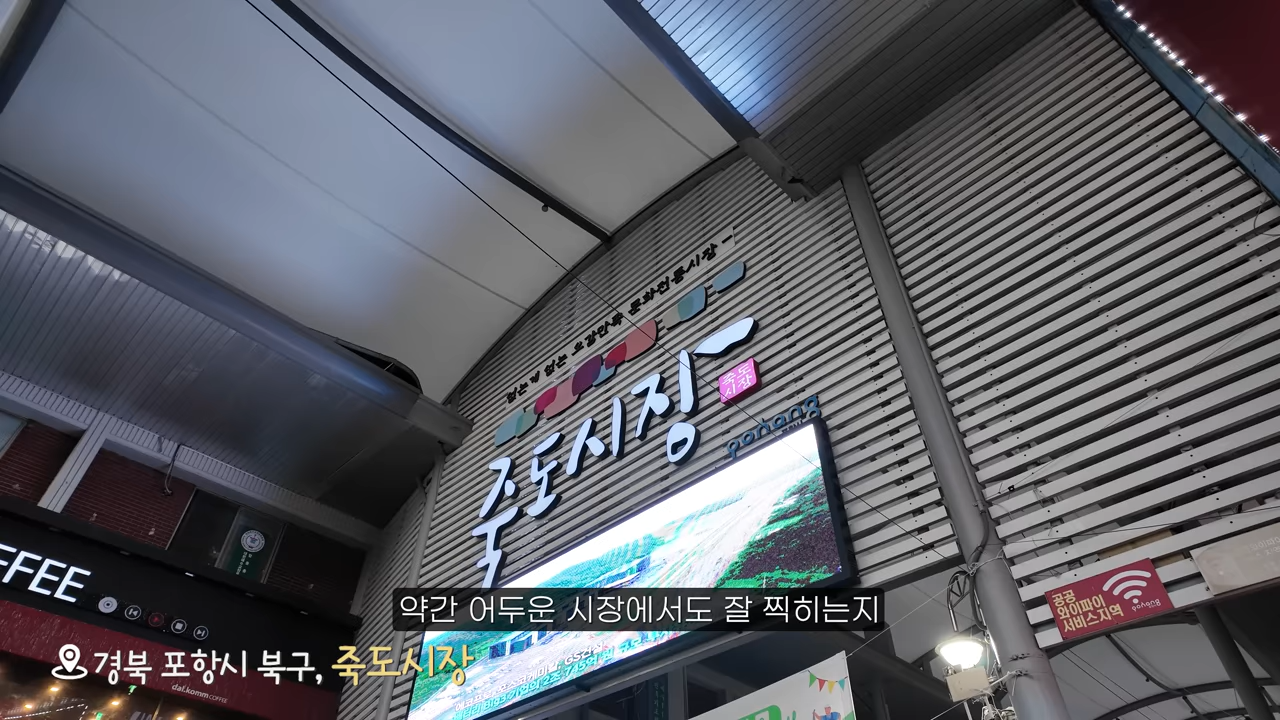 없는게 없는 오감만족 문화전통시장
죽도시장
죽도
시장
pohang
FFEE
dal.komm COFFEE
공공
와이파이
서비스지역
pohang
약간 어두운 시장에서도 잘 찍히는지
경북 포항시 북구, 죽도시장